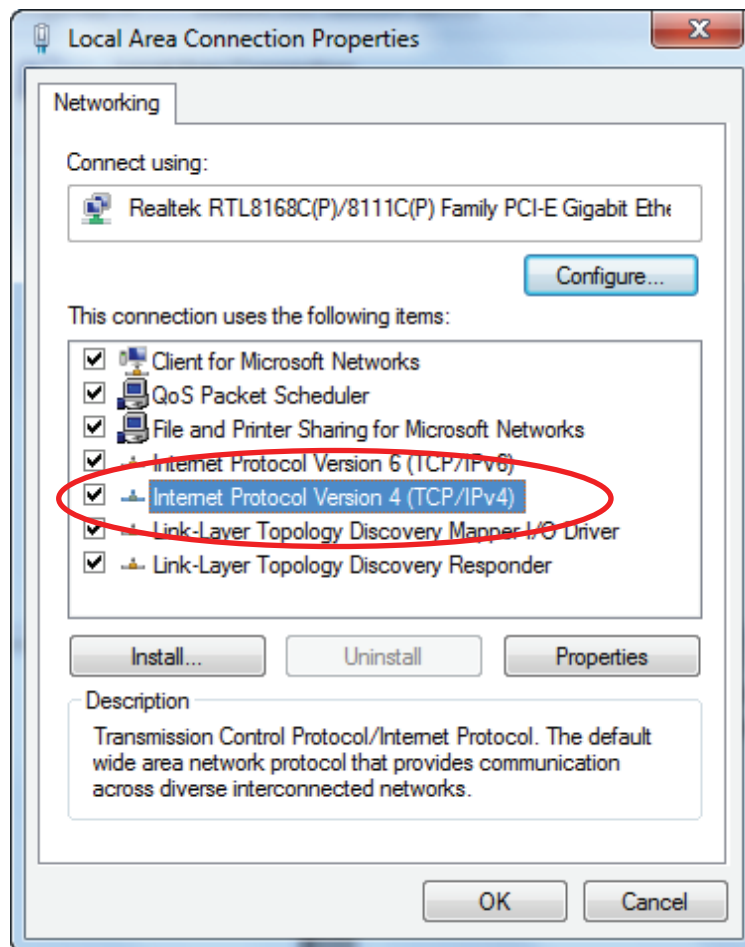 Local Area Connection Properties
Networking
Connect using:
Realtek RTL8168C(P)/8111C(P) Family PCI-E Gigabit Ethe
Configure...
This connection uses the following items:
Client for Microsoft Networks
QoS Packet Scheduler
File and Printer Sharing for Microsoft Networks
Internet Protocol Version 6 (TCP/IPv6)
Internet Protocol Version 4 (TCP/IPv4)
Link-Layer Topology Discovery Mapper I/O Driver
Link-Layer Topology Discovery Responder
Install... Uninstall Properties
Description
Transmission Control Protocol/Internet Protocol. The default
wide area network protocol that provides communication
across diverse interconnected networks.
OK Cancel